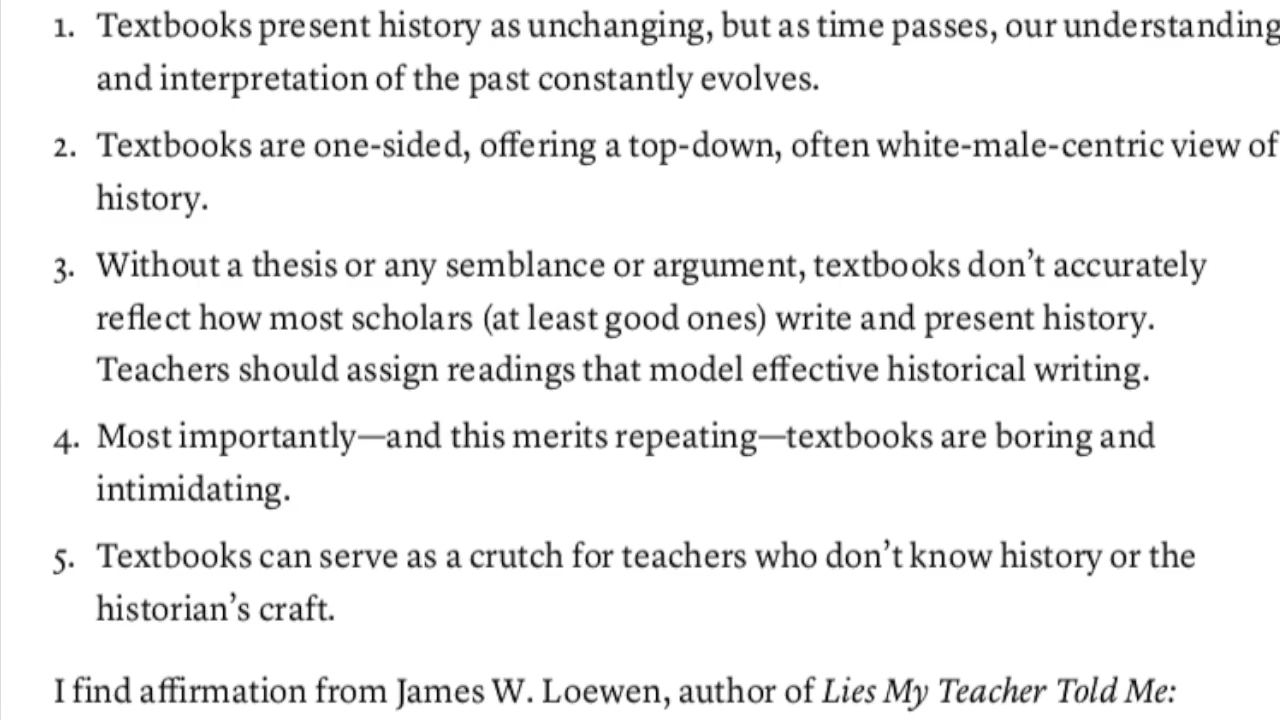 1. Textbooks present history as unchanging, but as time passes, our understanding
and interpretation of the past constantly evolves.
2. Textbooks are one-sided, offering a top-down, often white-male-centric view of
history.
3. Without a thesis or any semblance or argument, textbooks don’t accurately
reflect how most scholars (at least good ones) write and present history.
Teachers should assign readings that model effective historical writing.
4. Most importantly—and this merits repeating—textbooks are boring and
intimidating.
5. Textbooks can serve as a crutch for teachers who don’t know history or the
historian’s craft.
I find affirmation from James W. Loewen, author of Lies My Teacher Told Me: